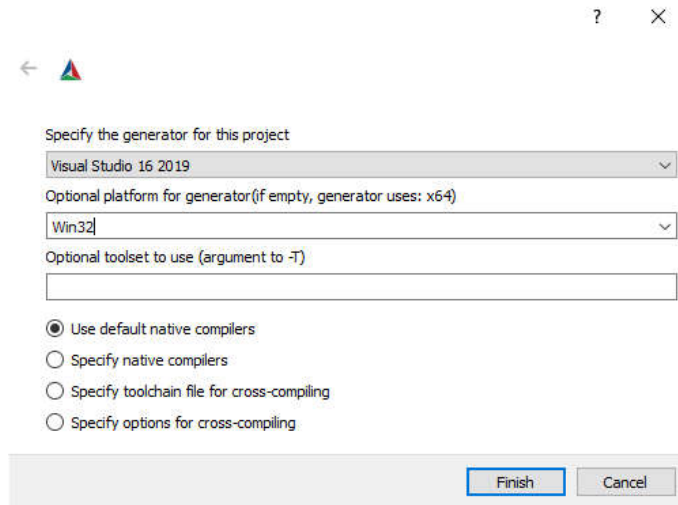 ?
Specify the generator for this project
Visual Studio 16 2019
Optional platform for generator(if empty, generator uses: x64)
Win32
Optional toolset to use (argument to -T)
Use default native compilers
Specify native compilers
Specify toolchain file for cross-compiling
Specify options for cross-compiling
Finish Cancel